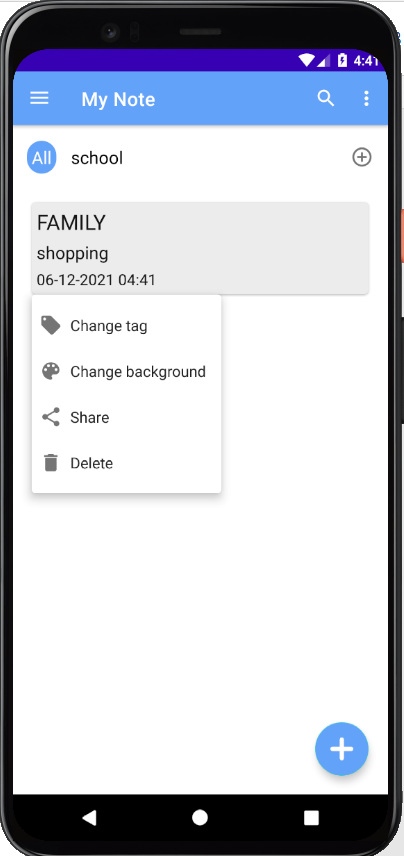 4:41
My Note
All school
FAMILY
shopping
06-12-2021 04:41
Change tag
Change background
Share
Delete